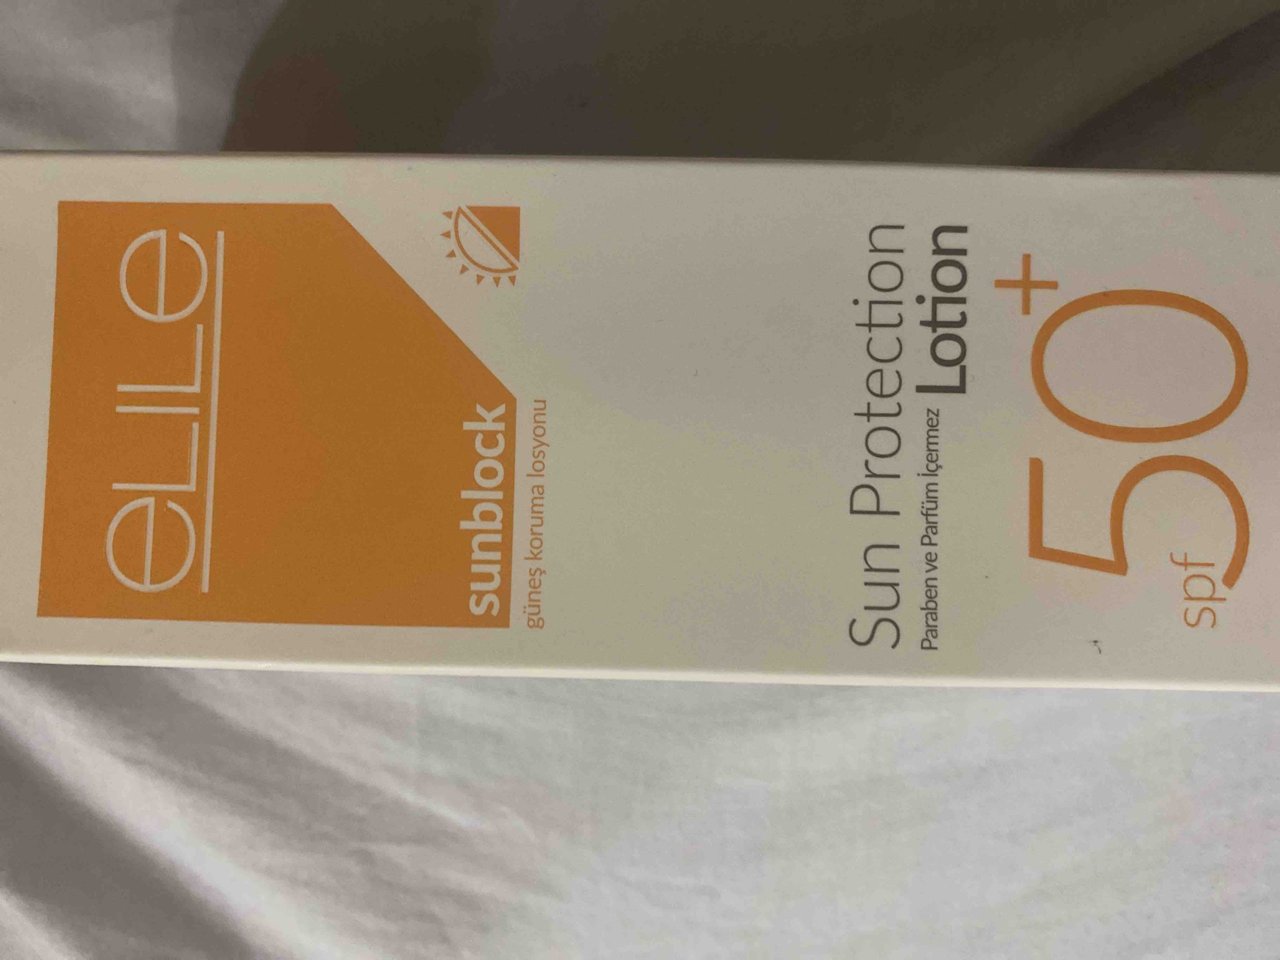 eLILe
sunblock
güneş koruma losyonu
Sun Protection
Paraben ve Parfüm İçermez Lotion
spf 50+